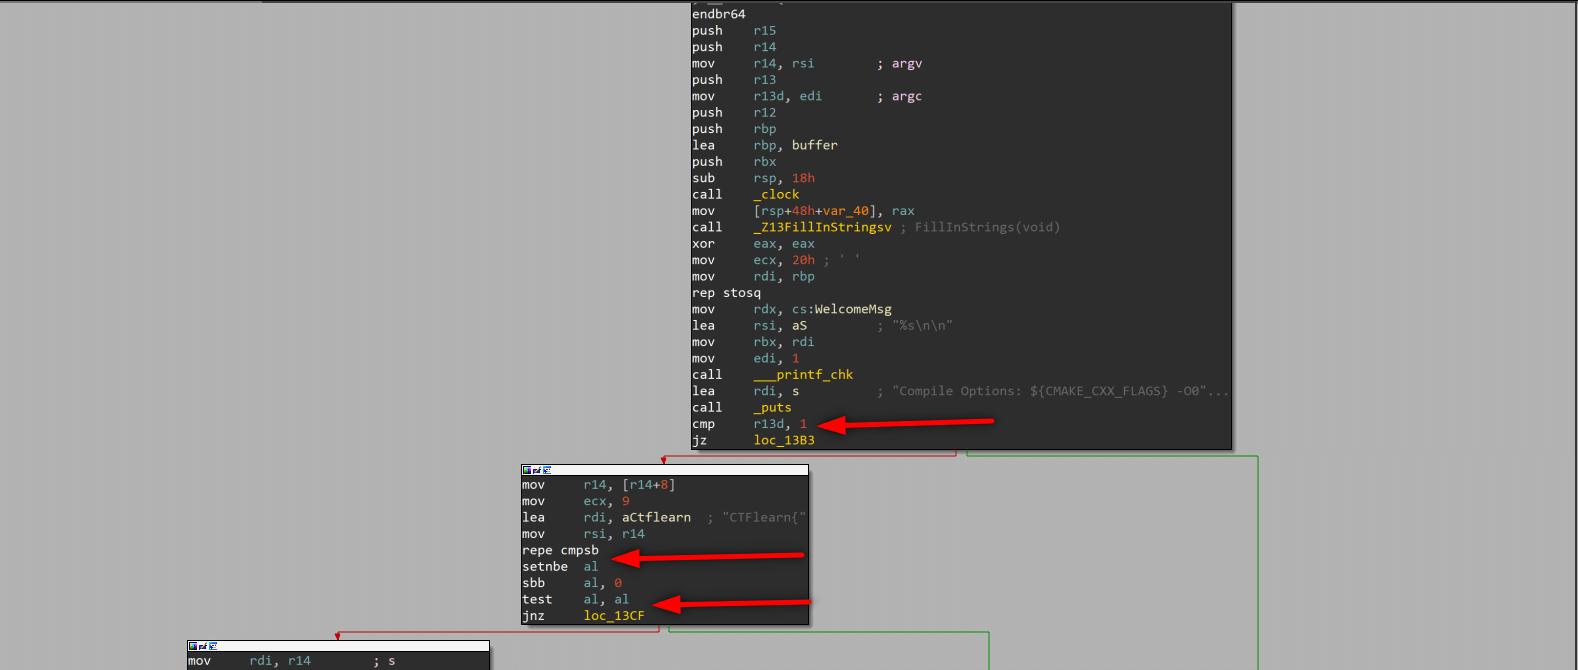 endbr64
push r15
push r14
mov r14, rsi ; argv
push r13
mov r13d, edi ; argc
push r12
push rbp
lea rbp, buffer
push rbx
sub rsp, 18h
call _clock
mov [rsp+48h+var_40], rax
call _Z13FillInStringsv ; FillInStrings(void)
xor eax, eax
mov ecx, 20h ; ' '
mov rdi, rbp
rep stosq
mov rdx, cs:WelcomeMsg
lea rsi, aS ; "%s\n\n"
mov rbx, rdi
mov edi, 1
call ___printf_chk
lea rdi, s ; "Compile Options: ${CMAKE_CXX_FLAGS} -O0"...
call _puts
cmp r13d, 1
jz loc_13B3
mov r14, [r14+8]
mov ecx, 9
lea rdi, aCtflearn ; "CTFlearn{"
mov rsi, r14
repe cmpsb
setnbe al
sbb al, 0
test al, al
jnz loc_13CF
mov rdi, r14 ; s